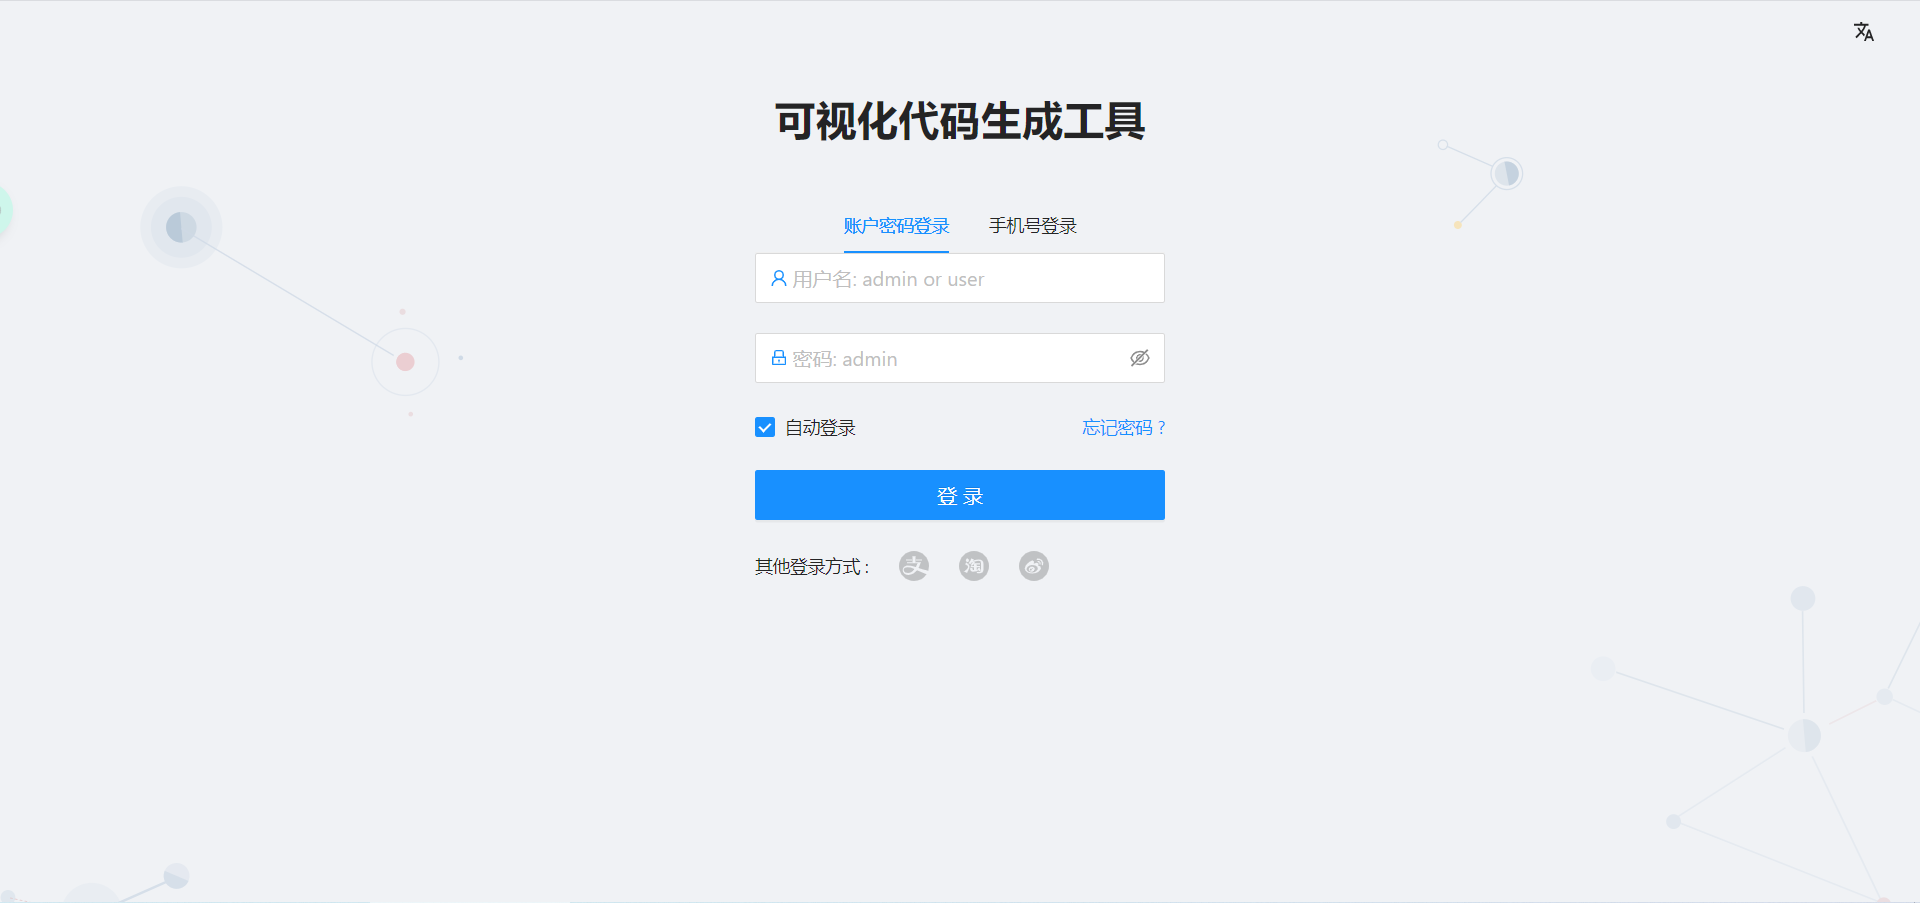 可视化代码生成工具
账户密码登录 手机号登录
用户名: admin or user
密码: admin
自动登录 忘记密码 ?
登 录
其他登录方式 :